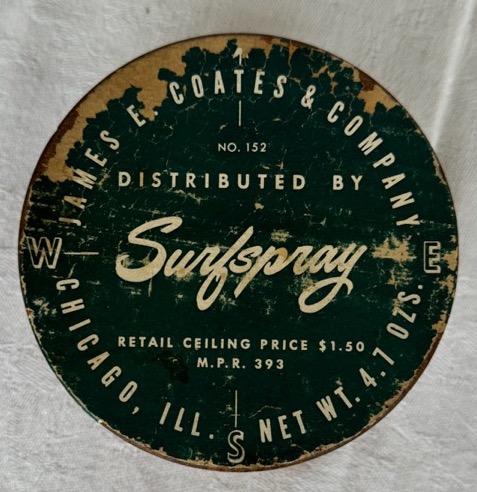 JAMES E. COATES & COMPANY
NO. 152
DISTRIBUTED BY
Surfspray
W
E
RETAIL CEILING PRICE $1.50
M.P.R. 393
CHICAGO, ILL.
S
NET WT. 4.7 OZS.